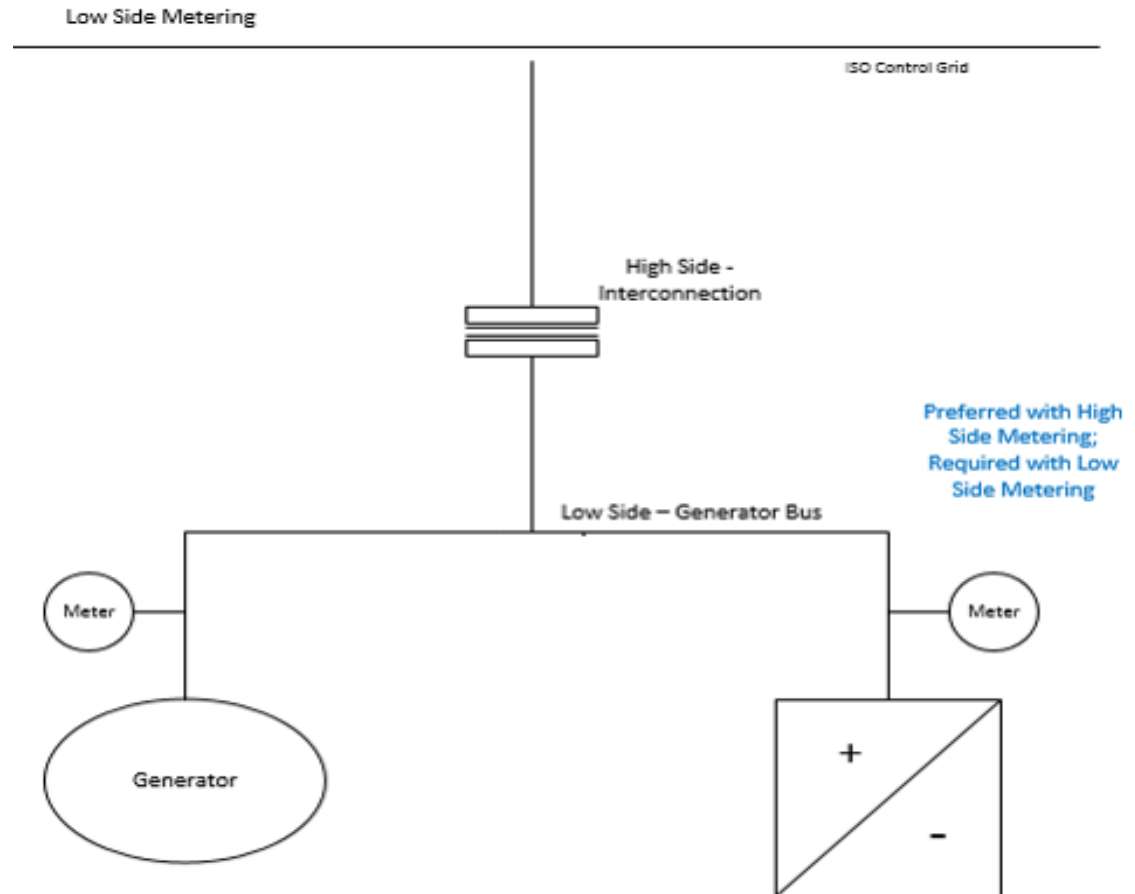 Low Side Metering
ISO Control Grid
High Side -
Interconnection
Preferred with High
Side Metering;
Required with Low
Side Metering
Low Side – Generator Bus
Meter
Meter
Generator
+
-